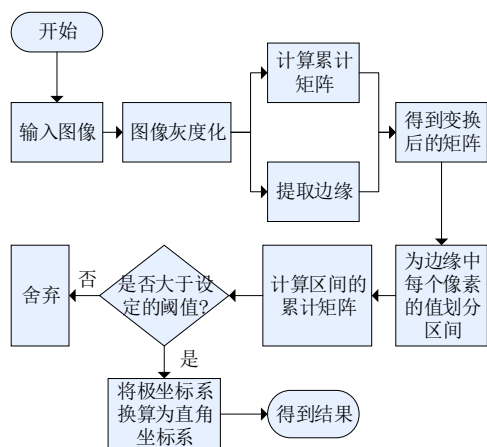 开始
输入图像
图像灰度化
计算累计
矩阵
提取边缘
得到变换
后的矩阵
为边缘中
每个像素
的值划分
区间
计算区间的
累计矩阵
是否大于设
定的阈值?
否
舍弃
是
将极坐标系
换算为直角
坐标系
得到结果